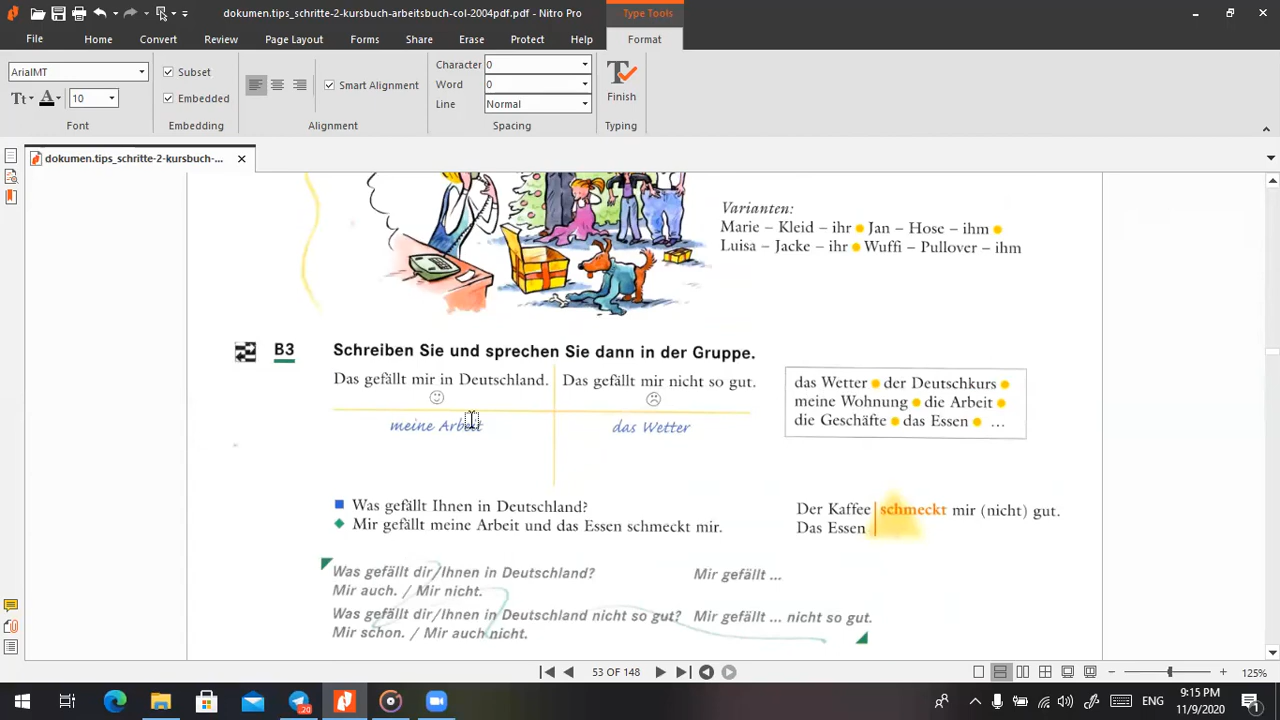 dokumen.tips_schritte-2-kursbuch-arbeitsbuch-col-2004pdf.pdf - Nitro Pro
Type Tools
File Home Convert Review Page Layout Forms Share Erase Protect Help Format
ArialMT
Subset
Smart Alignment
Character 0
Tt A 10
Embedded
Word 0
Line Normal
Finish
Font Embedding Alignment Spacing Typing
dokumen.tips_schritte-2-kursbuch-...
Varianten:
Marie – Kleid – ihr Jan – Hose – ihm
Luisa – Jacke – ihr Wuffi – Pullover – ihm
B3 Schreiben Sie und sprechen Sie dann in der Gruppe.
Das gefällt mir in Deutschland. Das gefällt mir nicht so gut.
meine Arbeit das Wetter
das Wetter der Deutschkurs
meine Wohnung die Arbeit
die Geschäfte das Essen ...
Was gefällt Ihnen in Deutschland?
Mir gefällt meine Arbeit und das Essen schmeckt mir.
Der Kaffee schmeckt mir (nicht) gut.
Das Essen
Was gefällt dir/Ihnen in Deutschland? Mir gefällt ...
Mir auch. / Mir nicht.
Was gefällt dir/Ihnen in Deutschland nicht so gut? Mir gefällt ... nicht so gut.
Mir schon. / Mir auch nicht.
53 OF 148
125%
20
ENG
9:15 PM
11/9/2020
1